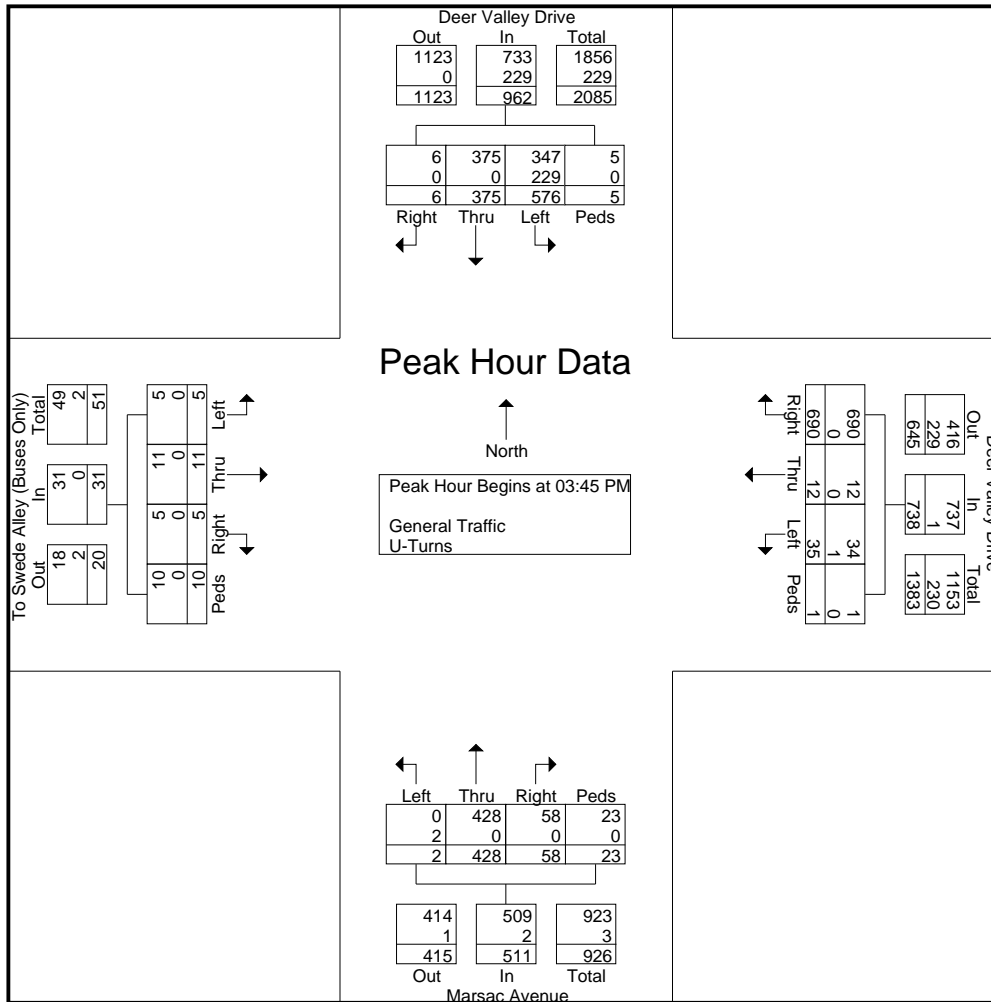 Deer Valley Drive
Out In Total
1123 733 1856
0 229 229
1123 962 2085
6 375 347 5
0 0 229 0
6 375 576 5
Right Thru Left Peds
Peak Hour Data
North
Peak Hour Begins at 03:45 PM
General Traffic
U-Turns
To Swede Alley (Buses Only)
Out In Total
18 31 49
2 0 2
20 31 51
10 5 11 5
0 0 0 0
10 5 11 5
Peds Right Thru Left
Right Thru Left Peds
690 12 35 1
0 0 1 0
690 12 34 1
645 738 1383
229 1 230
416 737 1153
Out In Total
Deer Valley Drive
Left Thru Right Peds
0 428 58 23
2 0 0 0
2 428 58 23
414 509 923
1 2 3
415 511 926
Out In Total
Marsac Avenue